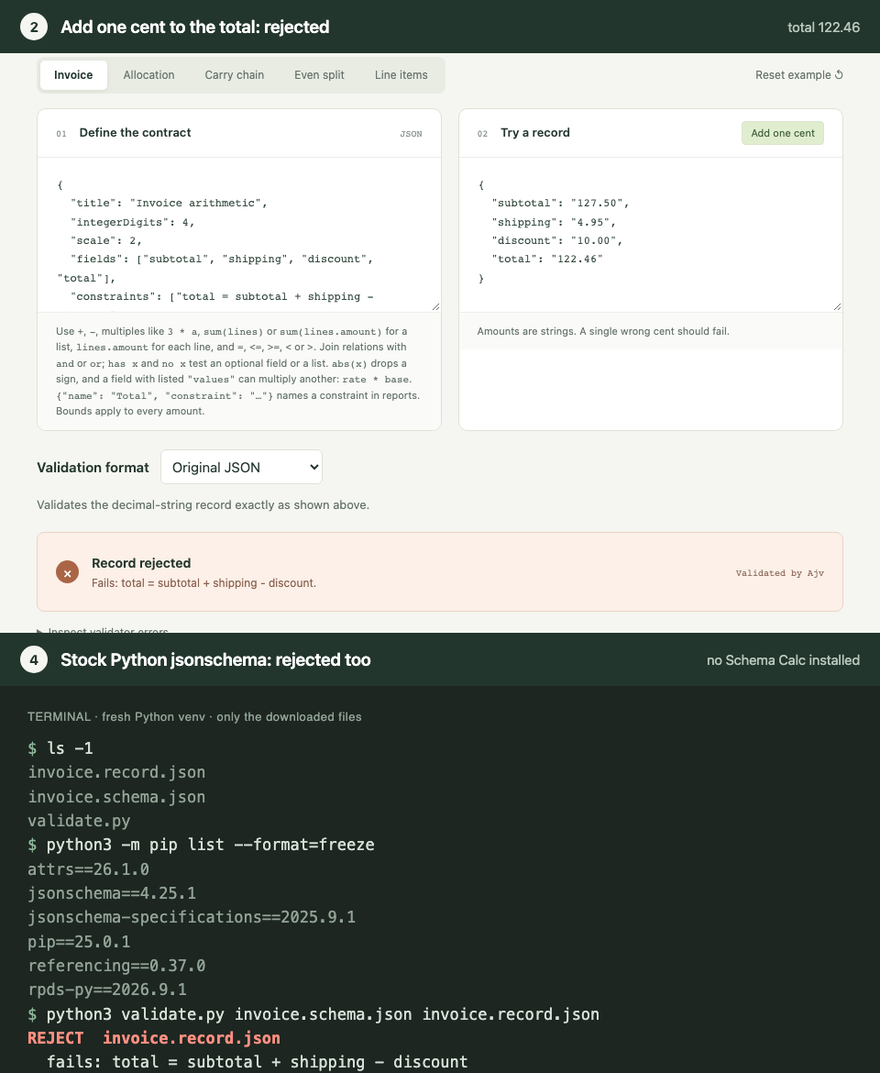 2 Add one cent to the total: rejected total 122.46
Invoice Allocation Carry chain Even split Line items Reset example ↺
01 Define the contract JSON
{
"title": "Invoice arithmetic",
"integerDigits": 4,
"scale": 2,
"fields": ["subtotal", "shipping", "discount",
"total"],
"constraints": ["total = subtotal + shipping -
Use +, -, multiples like 3 * a, sum(lines) or sum(lines.amount) for a
list, lines.amount for each line, and =, <=, >=, < or >. Join relations with
and or or; has x and no x test an optional field or a list. abs(x) drops a
sign, and a field with listed "values" can multiply another: rate * base.
{"name": "Total", "constraint": "…"} names a constraint in reports.
Bounds apply to every amount.
02 Try a record Add one cent
{
"subtotal": "127.50",
"shipping": "4.95",
"discount": "10.00",
"total": "122.46"
}
Amounts are strings. A single wrong cent should fail.
Validation format Original JSON
Validates the decimal-string record exactly as shown above.
× Record rejected
Fails: total = subtotal + shipping - discount.
Validated by Ajv
▶ Inspect validator errors
4 Stock Python jsonschema: rejected too no Schema Calc installed
TERMINAL · fresh Python venv · only the downloaded files
$ ls -1
invoice.record.json
invoice.schema.json
validate.py
$ python3 -m pip list --format=freeze
attrs==26.1.0
jsonschema==4.25.1
jsonschema-specifications==2025.9.1
pip==25.0.1
referencing==0.37.0
rpds-py==2026.9.1
$ python3 validate.py invoice.schema.json invoice.record.json
REJECT invoice.record.json
fails: total = subtotal + shipping - discount